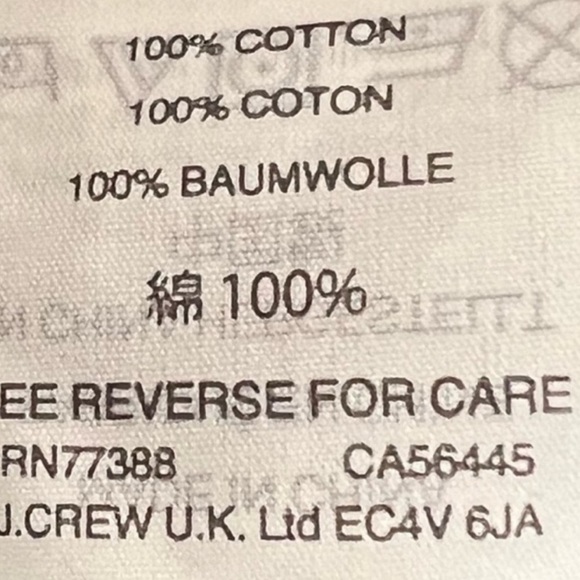 100% COTTON
100% COTON
100% BAUMWOLLE
綿 100%
EE REVERSE FOR CARE
RN77388 CA56445
J.CREW U.K. Ltd EC4V 6JA